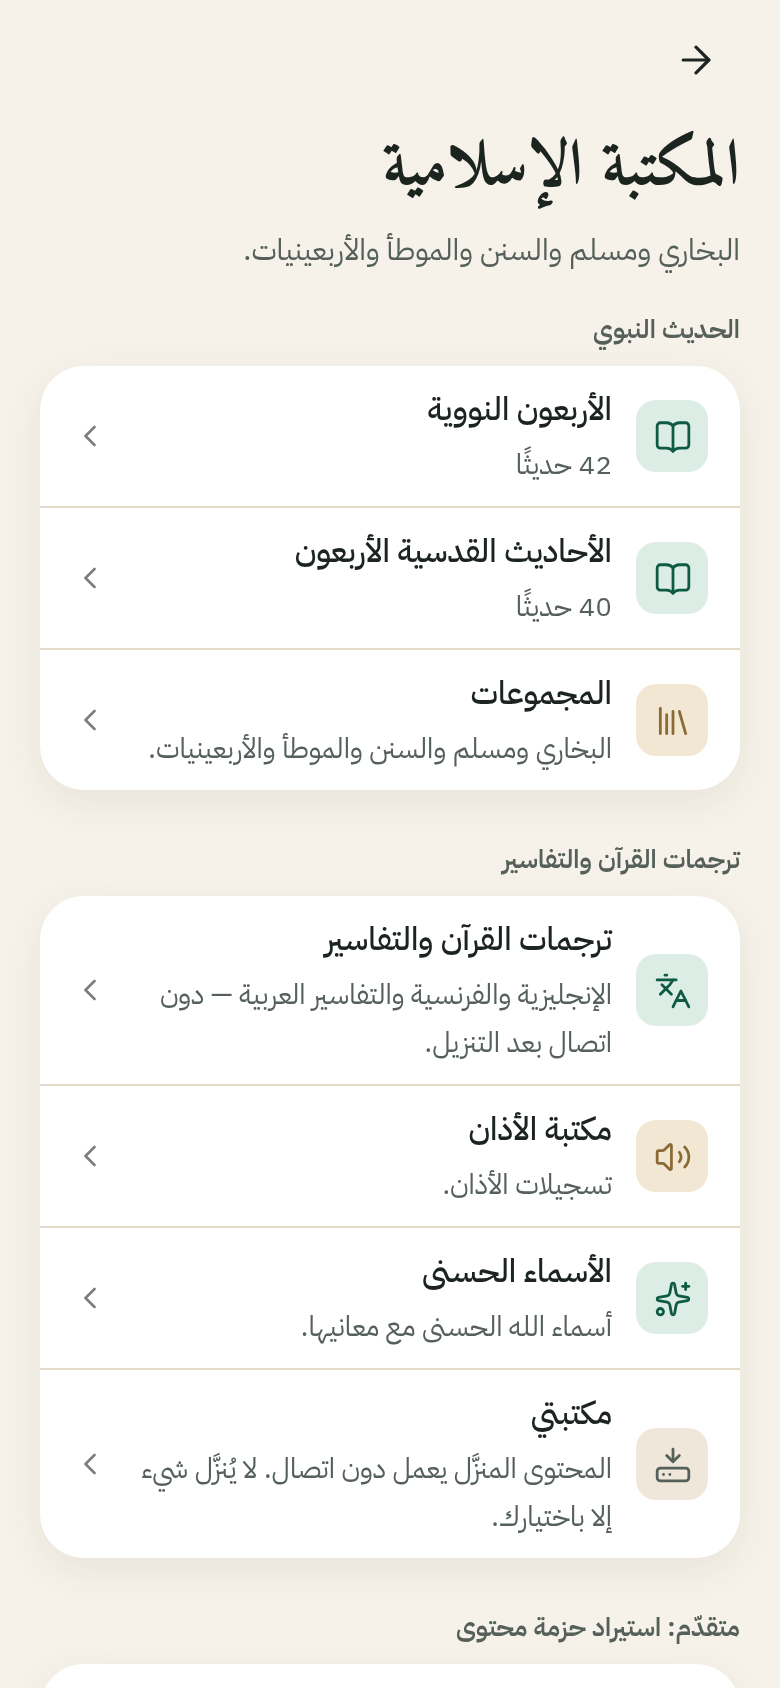 المكتبة الإسلامية
البخاري ومسلم والسنن والموطأ والأربعينيات.
الحديث النبوي
الأربعون النووية
42 حديثًا
الأحاديث القدسية الأربعون
40 حديثًا
المجموعات
البخاري ومسلم والسنن والموطأ والأربعينيات.
ترجمات القرآن والتفاسير
ترجمات القرآن والتفاسير
الإنجليزية والفرنسية والتفاسير العربية — دون
اتصال بعد التنزيل.
مكتبة الأذان
تسجيلات الأذان.
الأسماء الحسنى
أسماء الله الحسنى مع معانيها.
مكتبتي
المحتوى المنزَّل يعمل دون اتصال. لا يُنزَّل شيء
إلا باختيارك.
متقدّم: استيراد حزمة محتوى